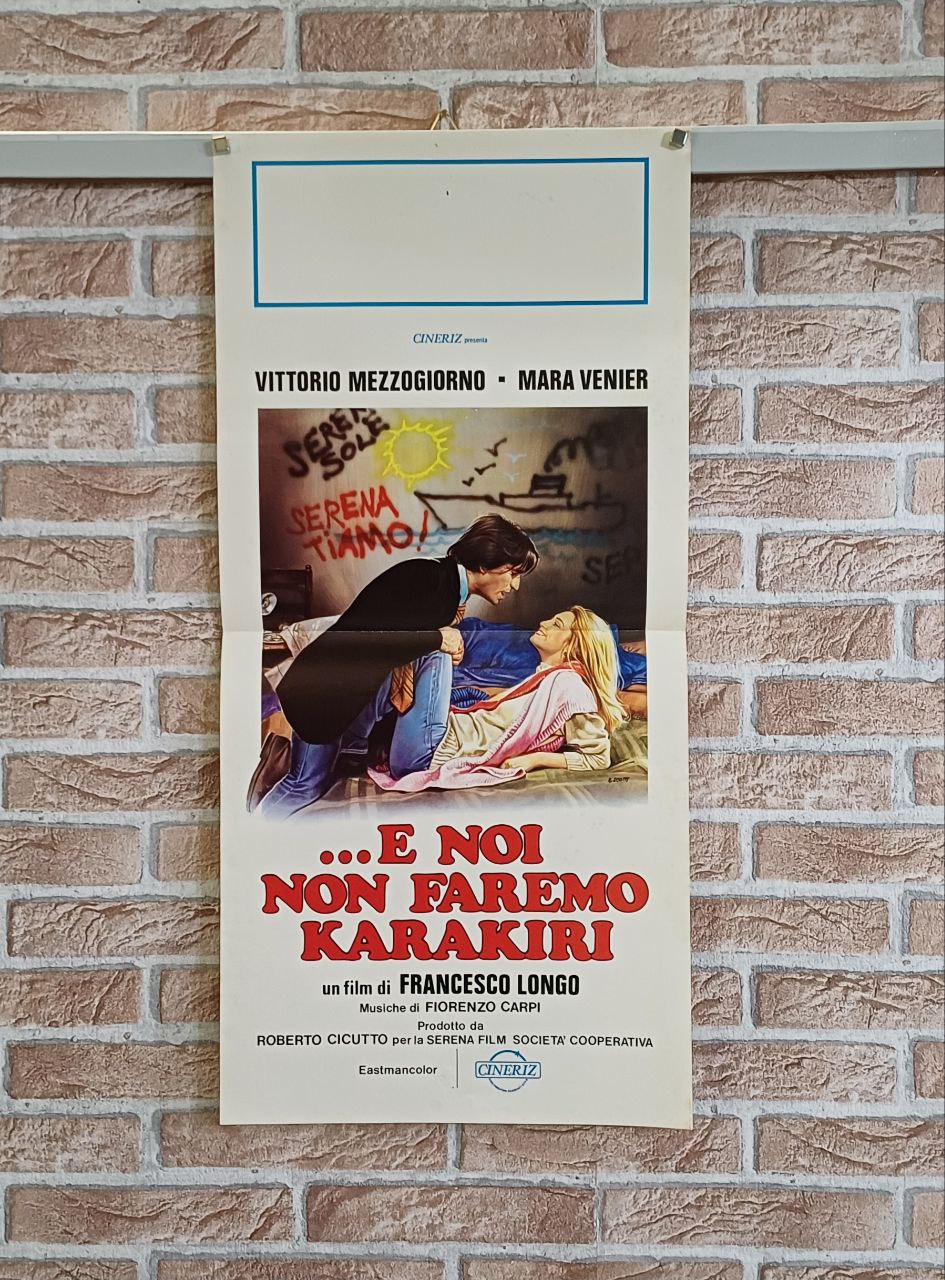 CINERIZ presenta
VITTORIO MEZZOGIORNO - MARA VENIER
SOLE
SERENA
TiAMO!
SER
...E NOI
NON FAREMO
KARAKIRI
un film di FRANCESCO LONGO
Musiche di FIORENZO CARPI
Prodotto da
ROBERTO CICUTTO per la SERENA FILM SOCIETA' COOPERATIVA
Eastmancolor
CINERIZ